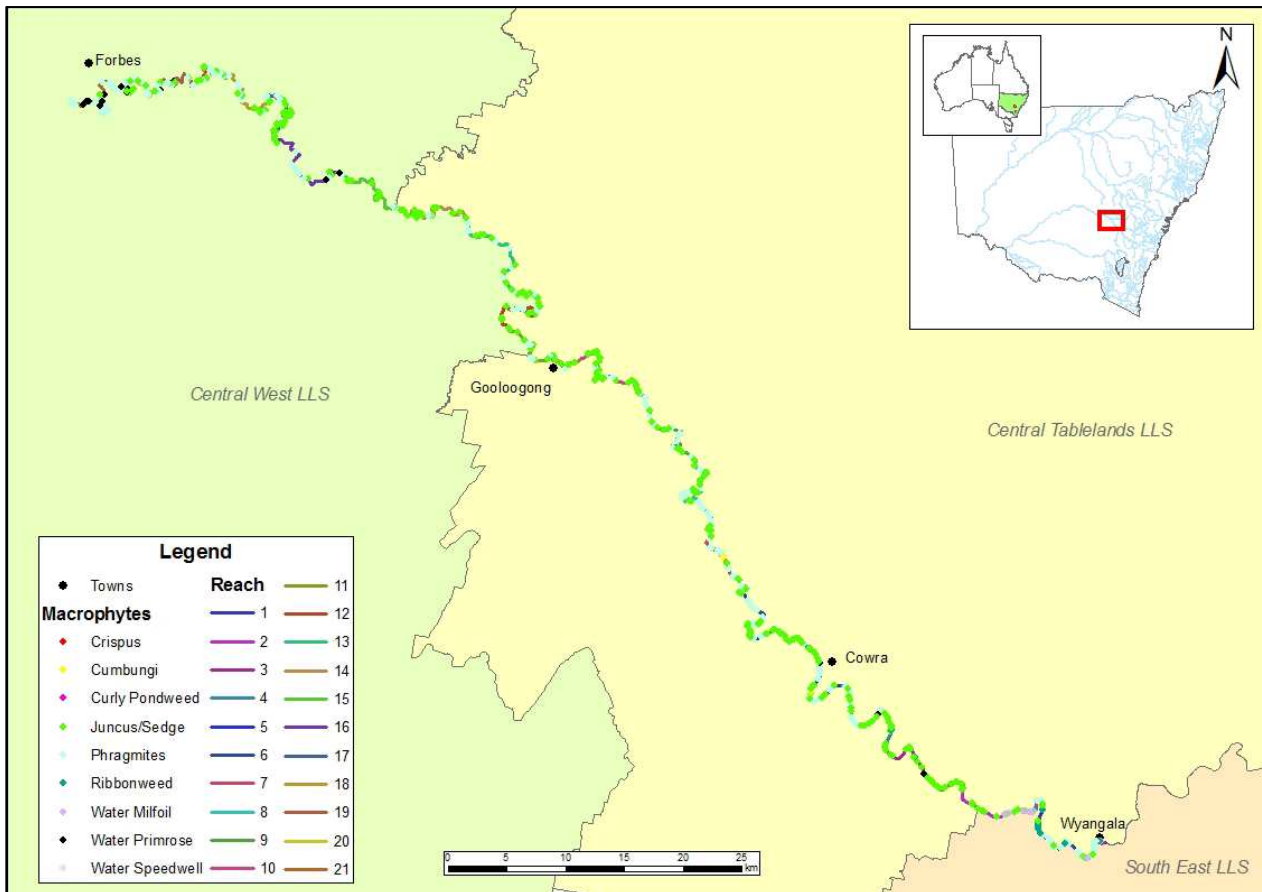 Forbes
N
Gooloogong
Central West LLS
Central Tablelands LLS
Cowra
Wyangala
South East LLS
Legend
Towns
Macrophytes
Crispus
Cumbungi
Curly Pondweed
Juncus/Sedge
Phragmites
Ribbonweed
Water Milfoil
Water Primrose
Water Speedwell
Reach
1
2
3
4
5
6
7
8
9
10
11
12
13
14
15
16
17
18
19
20
21
0 5 10 15 20 25
km